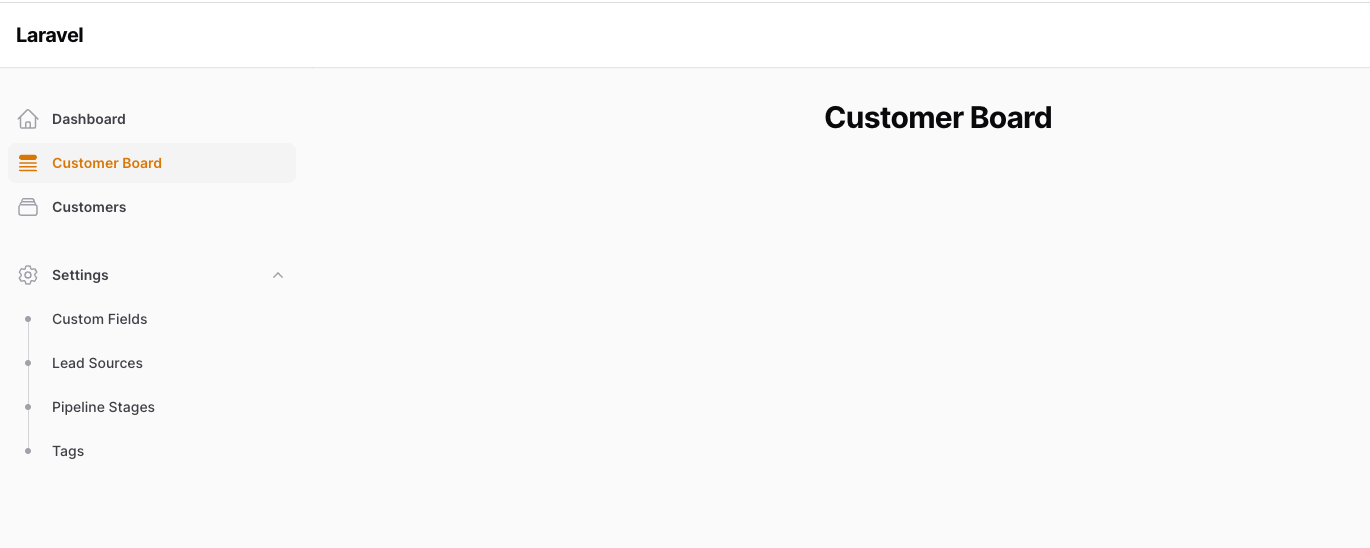 Laravel
Dashboard
Customer Board
Customers
Settings
Custom Fields
Lead Sources
Pipeline Stages
Tags
Customer Board